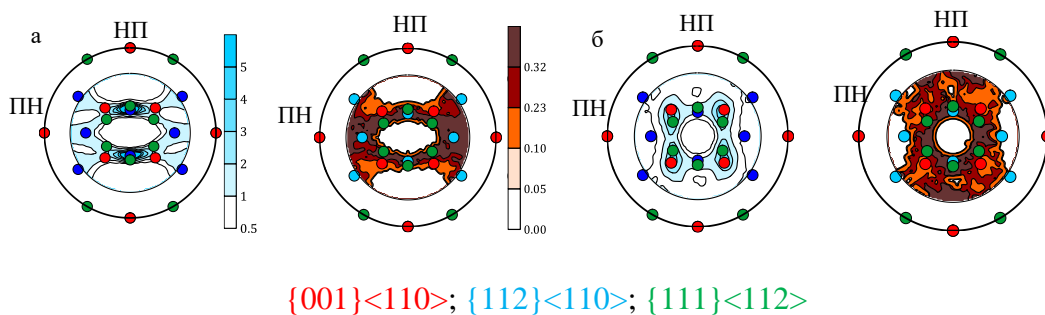 а
НП
ПН
5
4
3
2
1
0.5
НП
ПН
0.32
0.23
0.10
0.05
0.00
б
НП
ПН
НП
ПН
{001}<110>; {112}<110>; {111}<112>